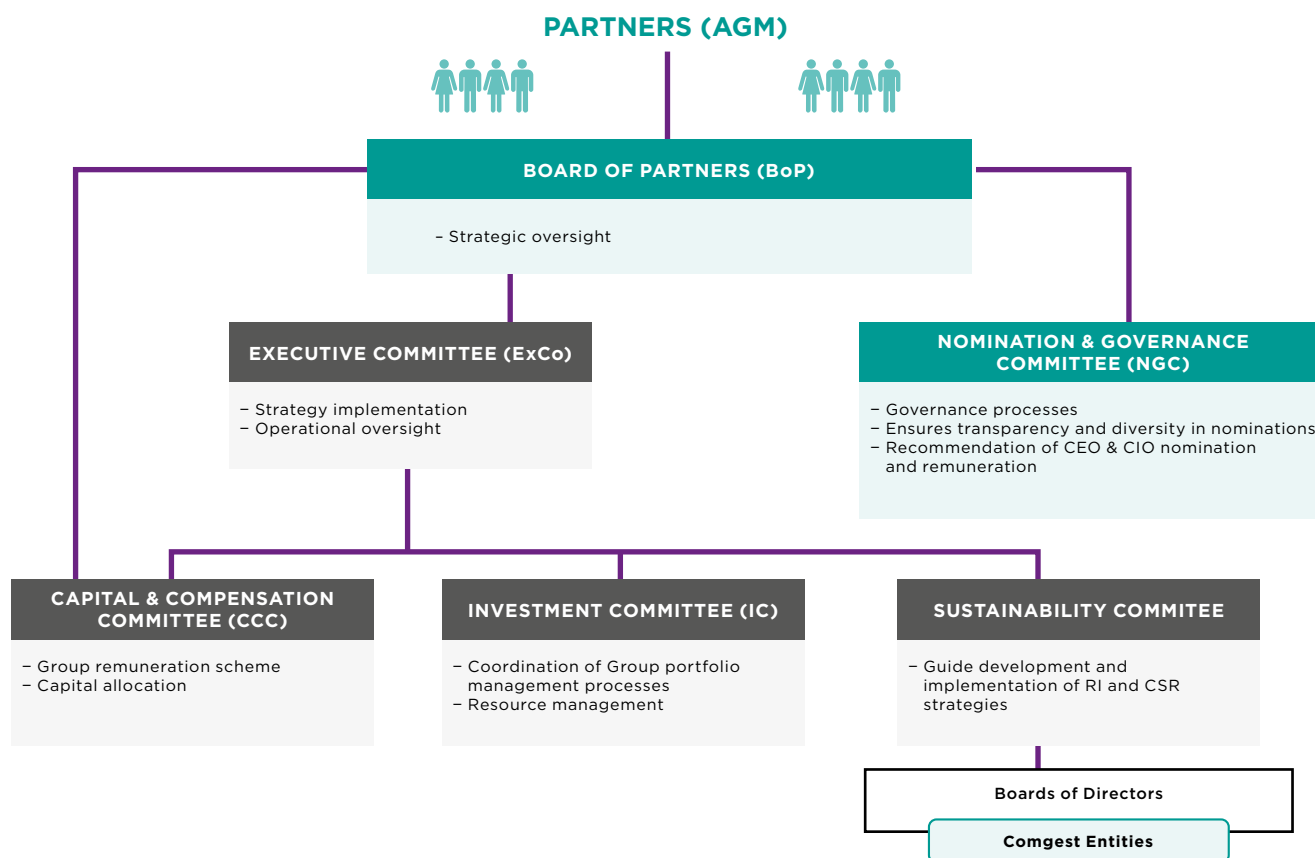 PARTNERS (AGM)
BOARD OF PARTNERS (BoP)
– Strategic oversight
EXECUTIVE COMMITTEE (ExCo)
– Strategy implementation
– Operational oversight
NOMINATION & GOVERNANCE
COMMITTEE (NGC)
– Governance processes
– Ensures transparency and diversity in nominations
– Recommendation of CEO & CIO nomination
and remuneration
CAPITAL & COMPENSATION
COMMITTEE (CCC)
– Group remuneration scheme
– Capital allocation
INVESTMENT COMMITTEE (IC)
– Coordination of Group portfolio
management processes
– Resource management
SUSTAINABILITY COMMITEE
– Guide development and
implementation of RI and CSR
strategies
Boards of Directors
Comgest Entities